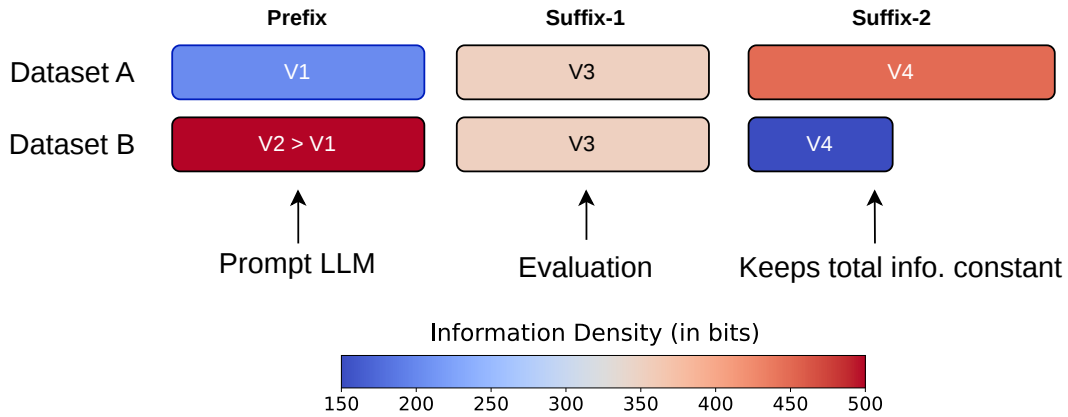 Prefix Suffix-1 Suffix-2
Dataset A V1 V3 V4
Dataset B V2 > V1 V3 V4
Prompt LLM Evaluation Keeps total info. constant
Information Density (in bits)
150 200 250 300 350 400 450 500